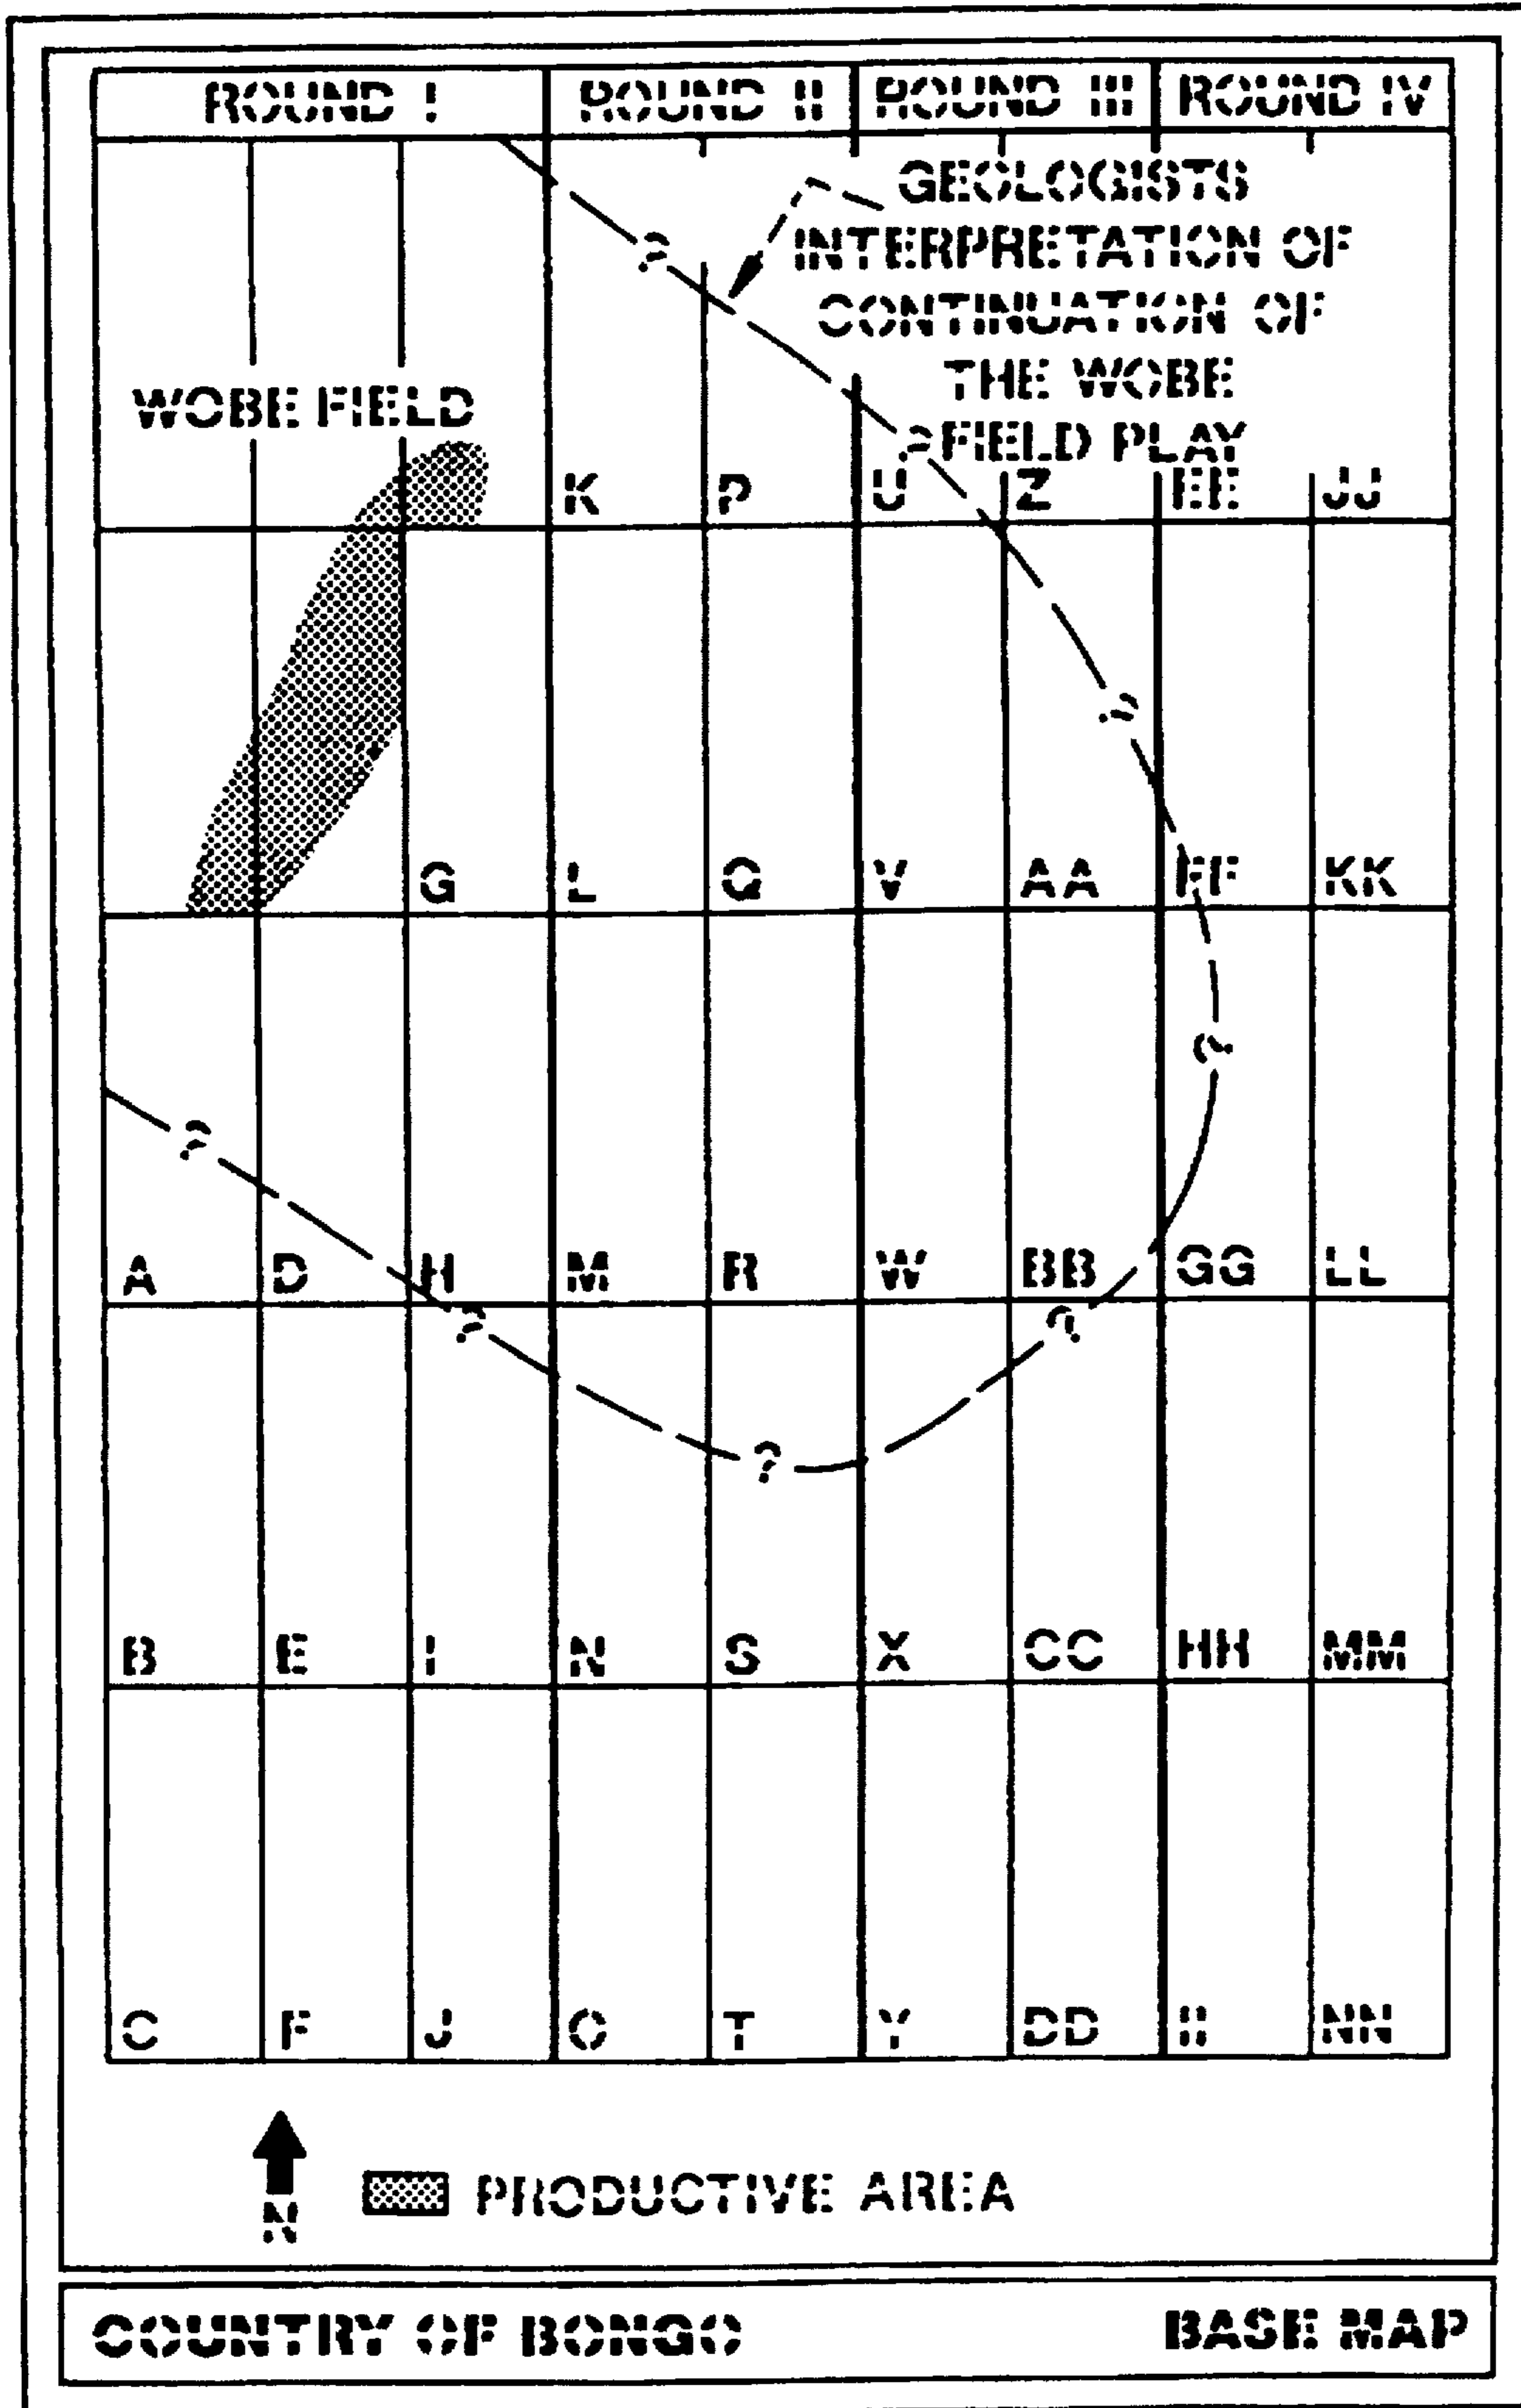 ROUND I ROUND II ROUND III ROUND IV
GEOLOGISTS
INTERPRETATION OF
CONTINUATION OF
THE WOBE
FIELD PLAY
WOBE FIELD
?
?
K P U Z EE JJ
?
G L Q V AA FF KK
?
?
A D H M R W BB GG LL
? ?
?
B E I N S X CC HH MM
C F J O T Y DD II NN
N
PRODUCTIVE AREA
COUNTRY OF BONGO BASE MAP